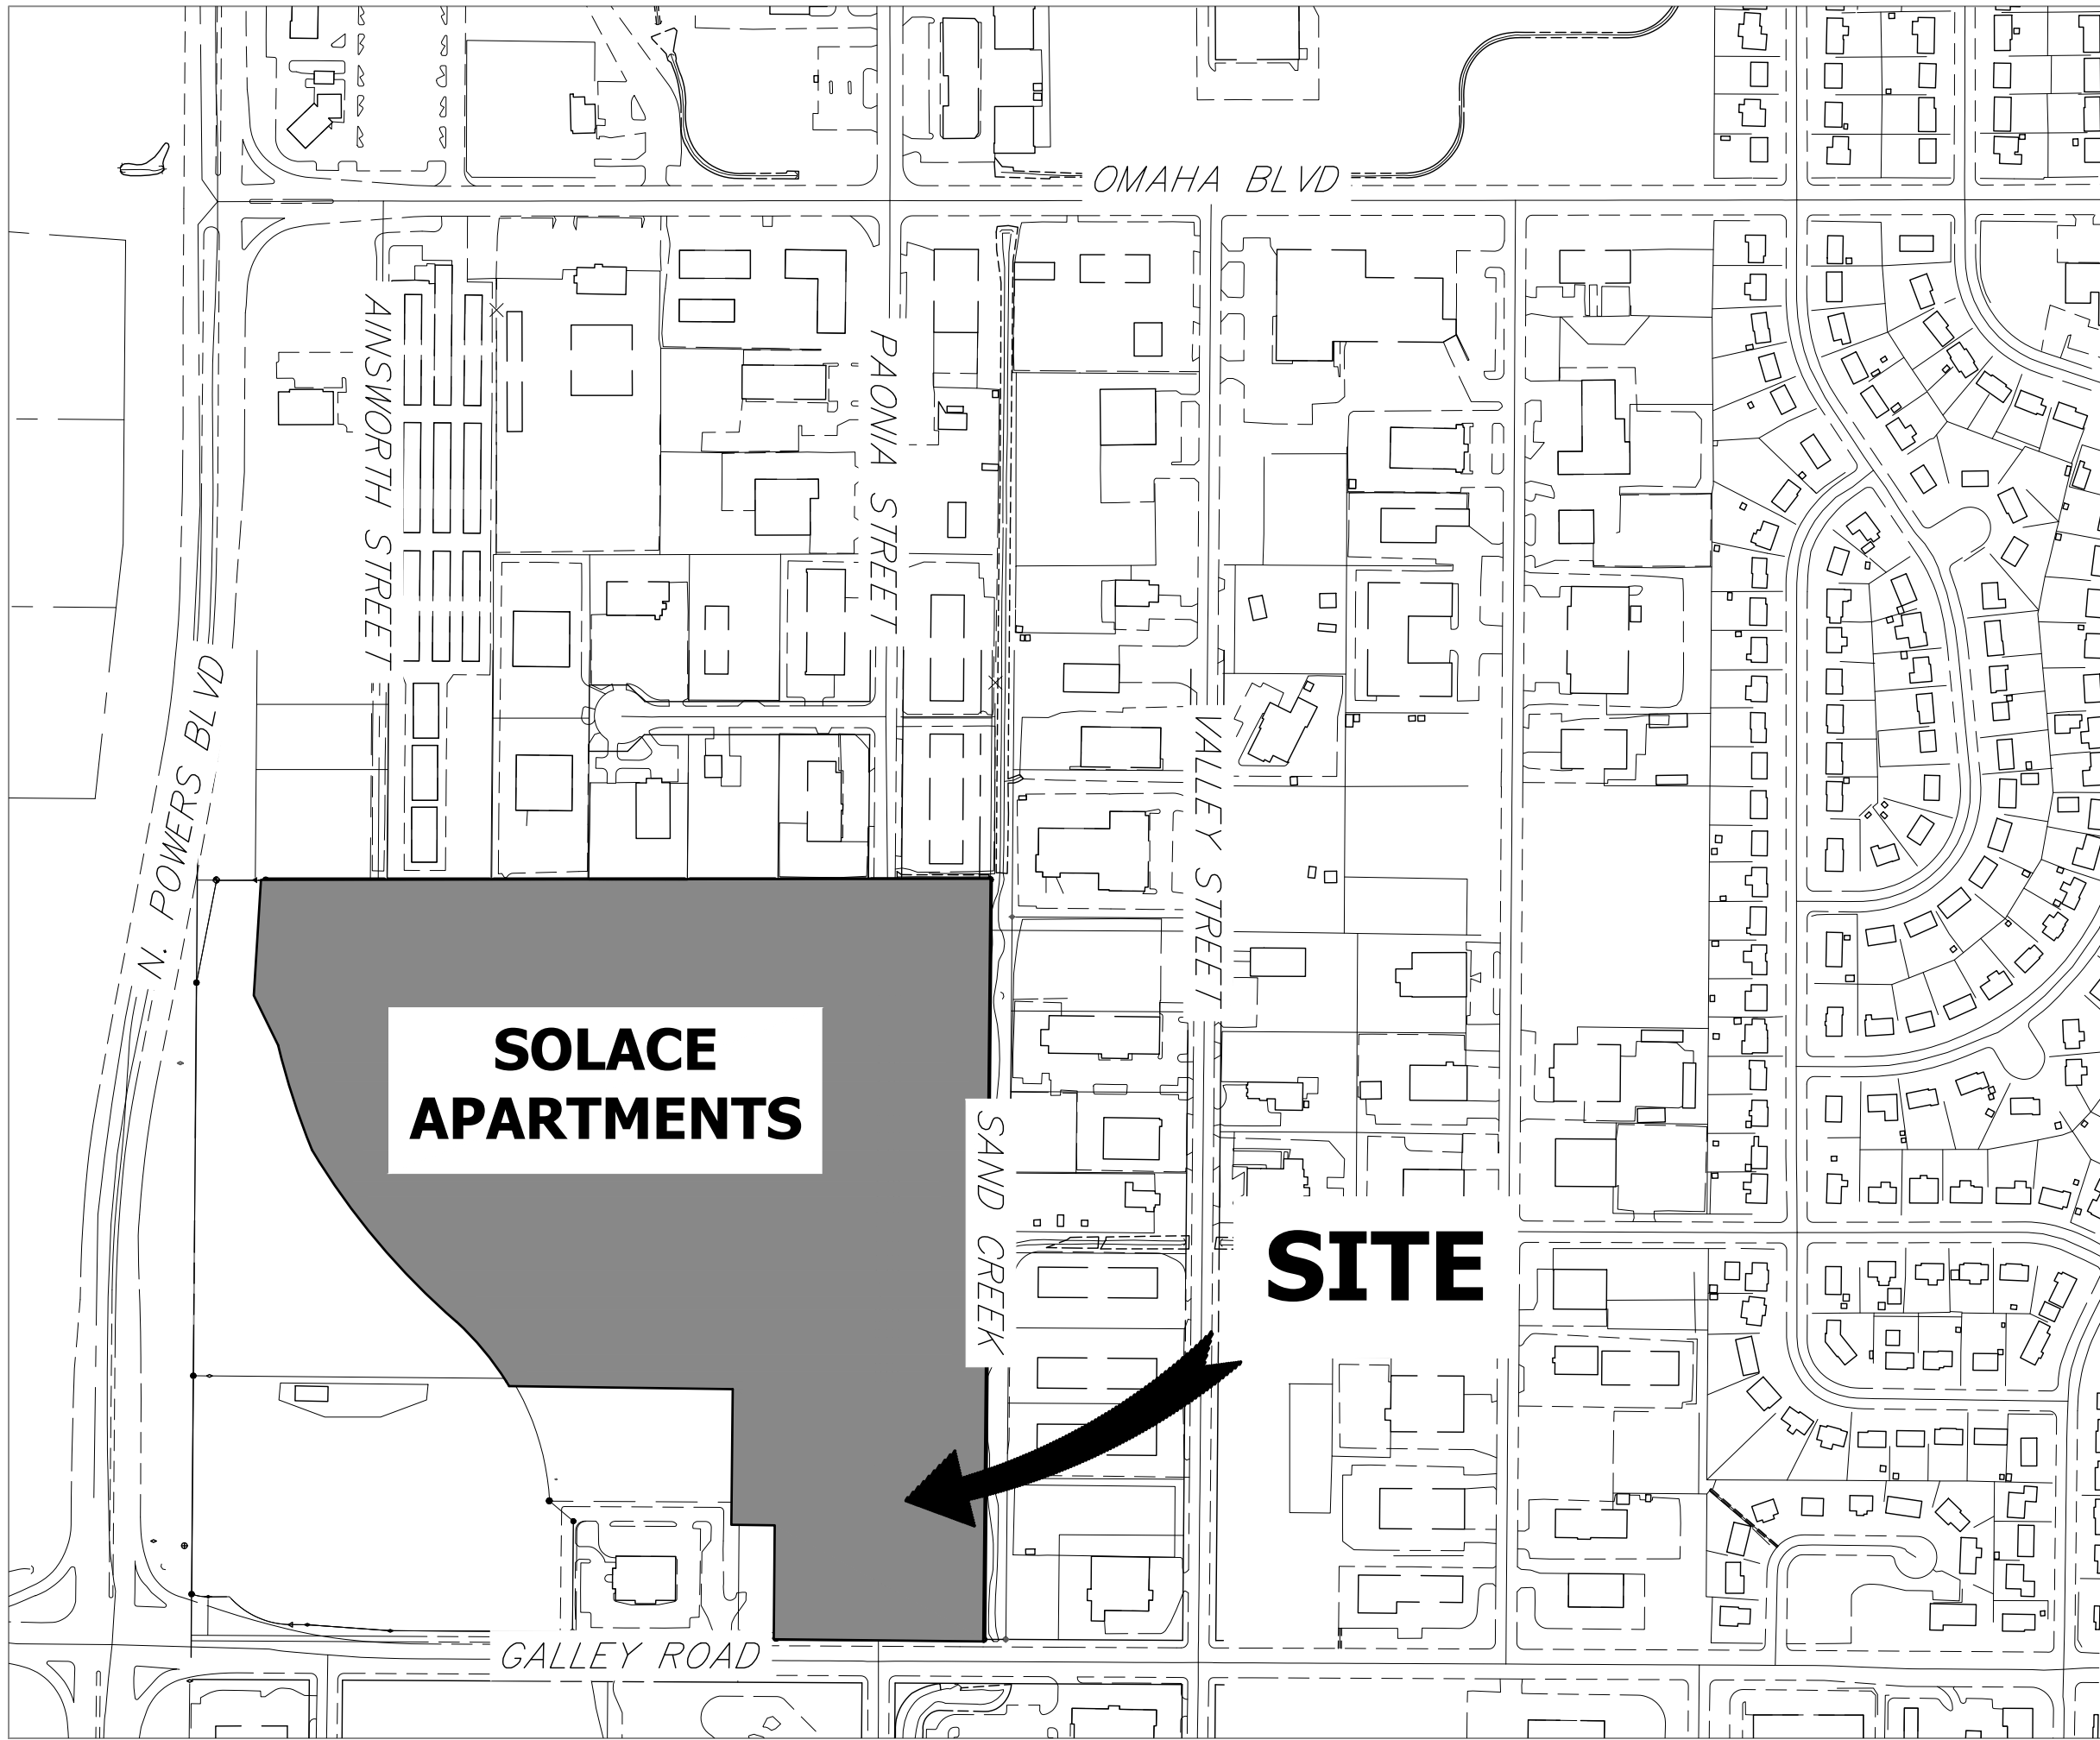 OMAHA BLVD
AINSWORTH STREET
PAONIA STREET
N. POWERS BLVD
VALLEY STREET
SOLACE
APARTMENTS
SAND CREEK
SITE
GALLEY ROAD